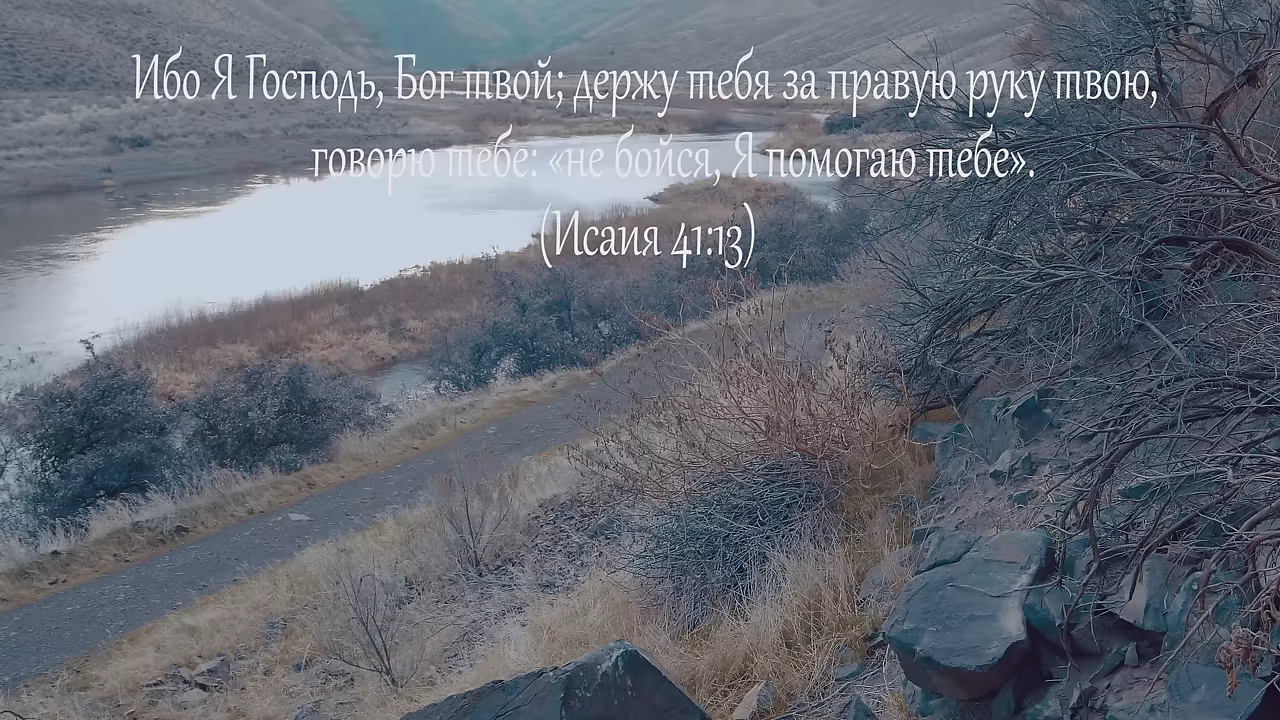 Ибо Я Господь, Бог твой; держу тебя за правую руку твою,
говорю тебе: «не бойся, Я помогаю тебе».
(Исаия 41:13)